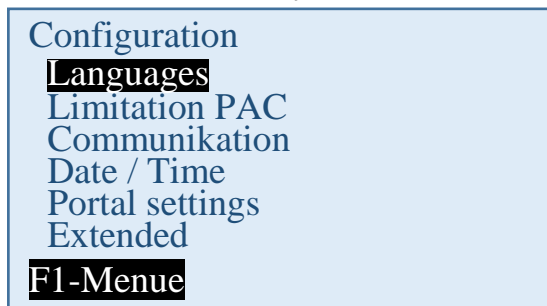 Configuration
Languages
Limitation PAC
Communikation
Date / Time
Portal settings
Extended
F1-Menue